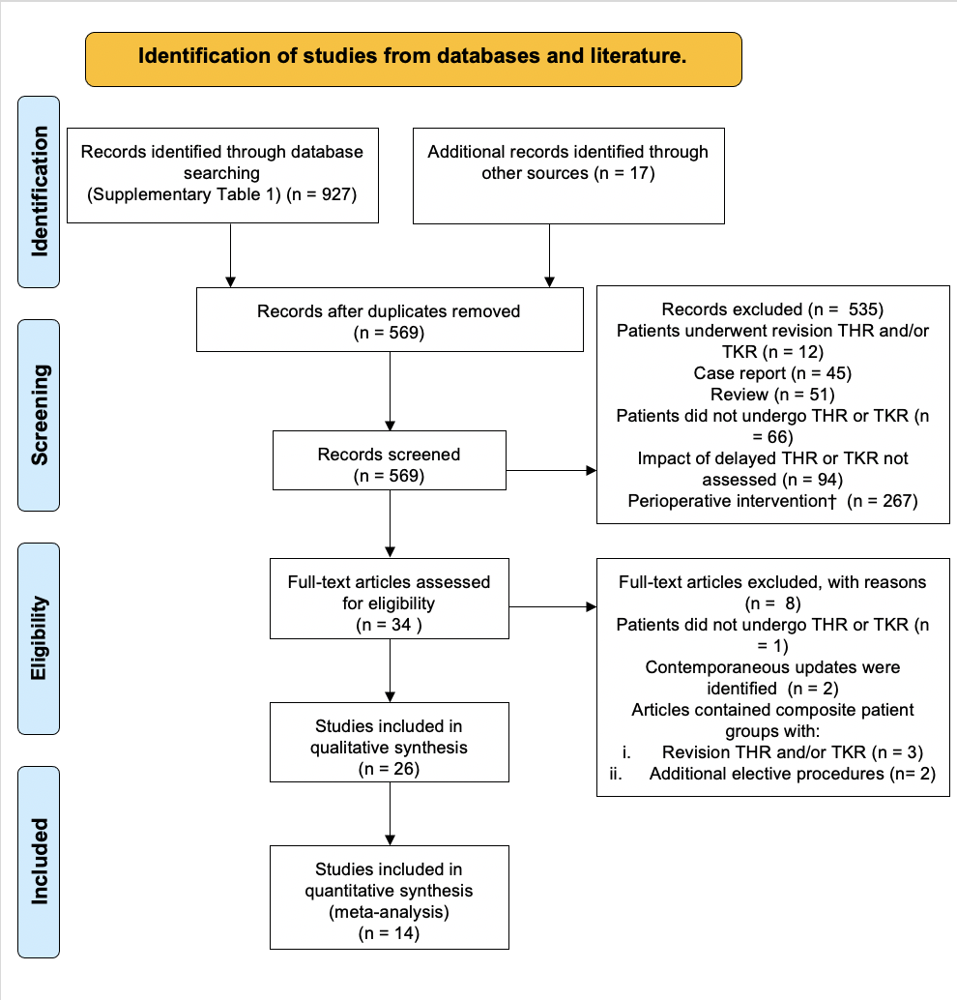 Identification of studies from databases and literature.
Identification
Records identified through database
searching
(Supplementary Table 1) (n = 927)
Additional records identified through
other sources (n = 17)
Records after duplicates removed
(n = 569)
Screening
Records screened
(n = 569)
Records excluded (n =  535)
Patients underwent revision THR and/or
TKR (n = 12)
Case report (n = 45)
Review (n = 51)
Patients did not undergo THR or TKR (n
= 66)
Impact of delayed THR or TKR not
assessed (n = 94)
Perioperative intervention†  (n = 267)
Eligibility
Full-text articles assessed
for eligibility
(n = 34 )
Full-text articles excluded, with reasons
(n =  8)
Patients did not undergo THR or TKR (n
= 1)
Contemporaneous updates were
identified  (n = 2)
Articles contained composite patient
groups with:
i. Revision THR and/or TKR (n = 3)
ii. Additional elective procedures (n= 2)
Studies included in
qualitative synthesis
(n = 26)
Included
Studies included in
quantitative synthesis
(meta-analysis)
(n = 14)